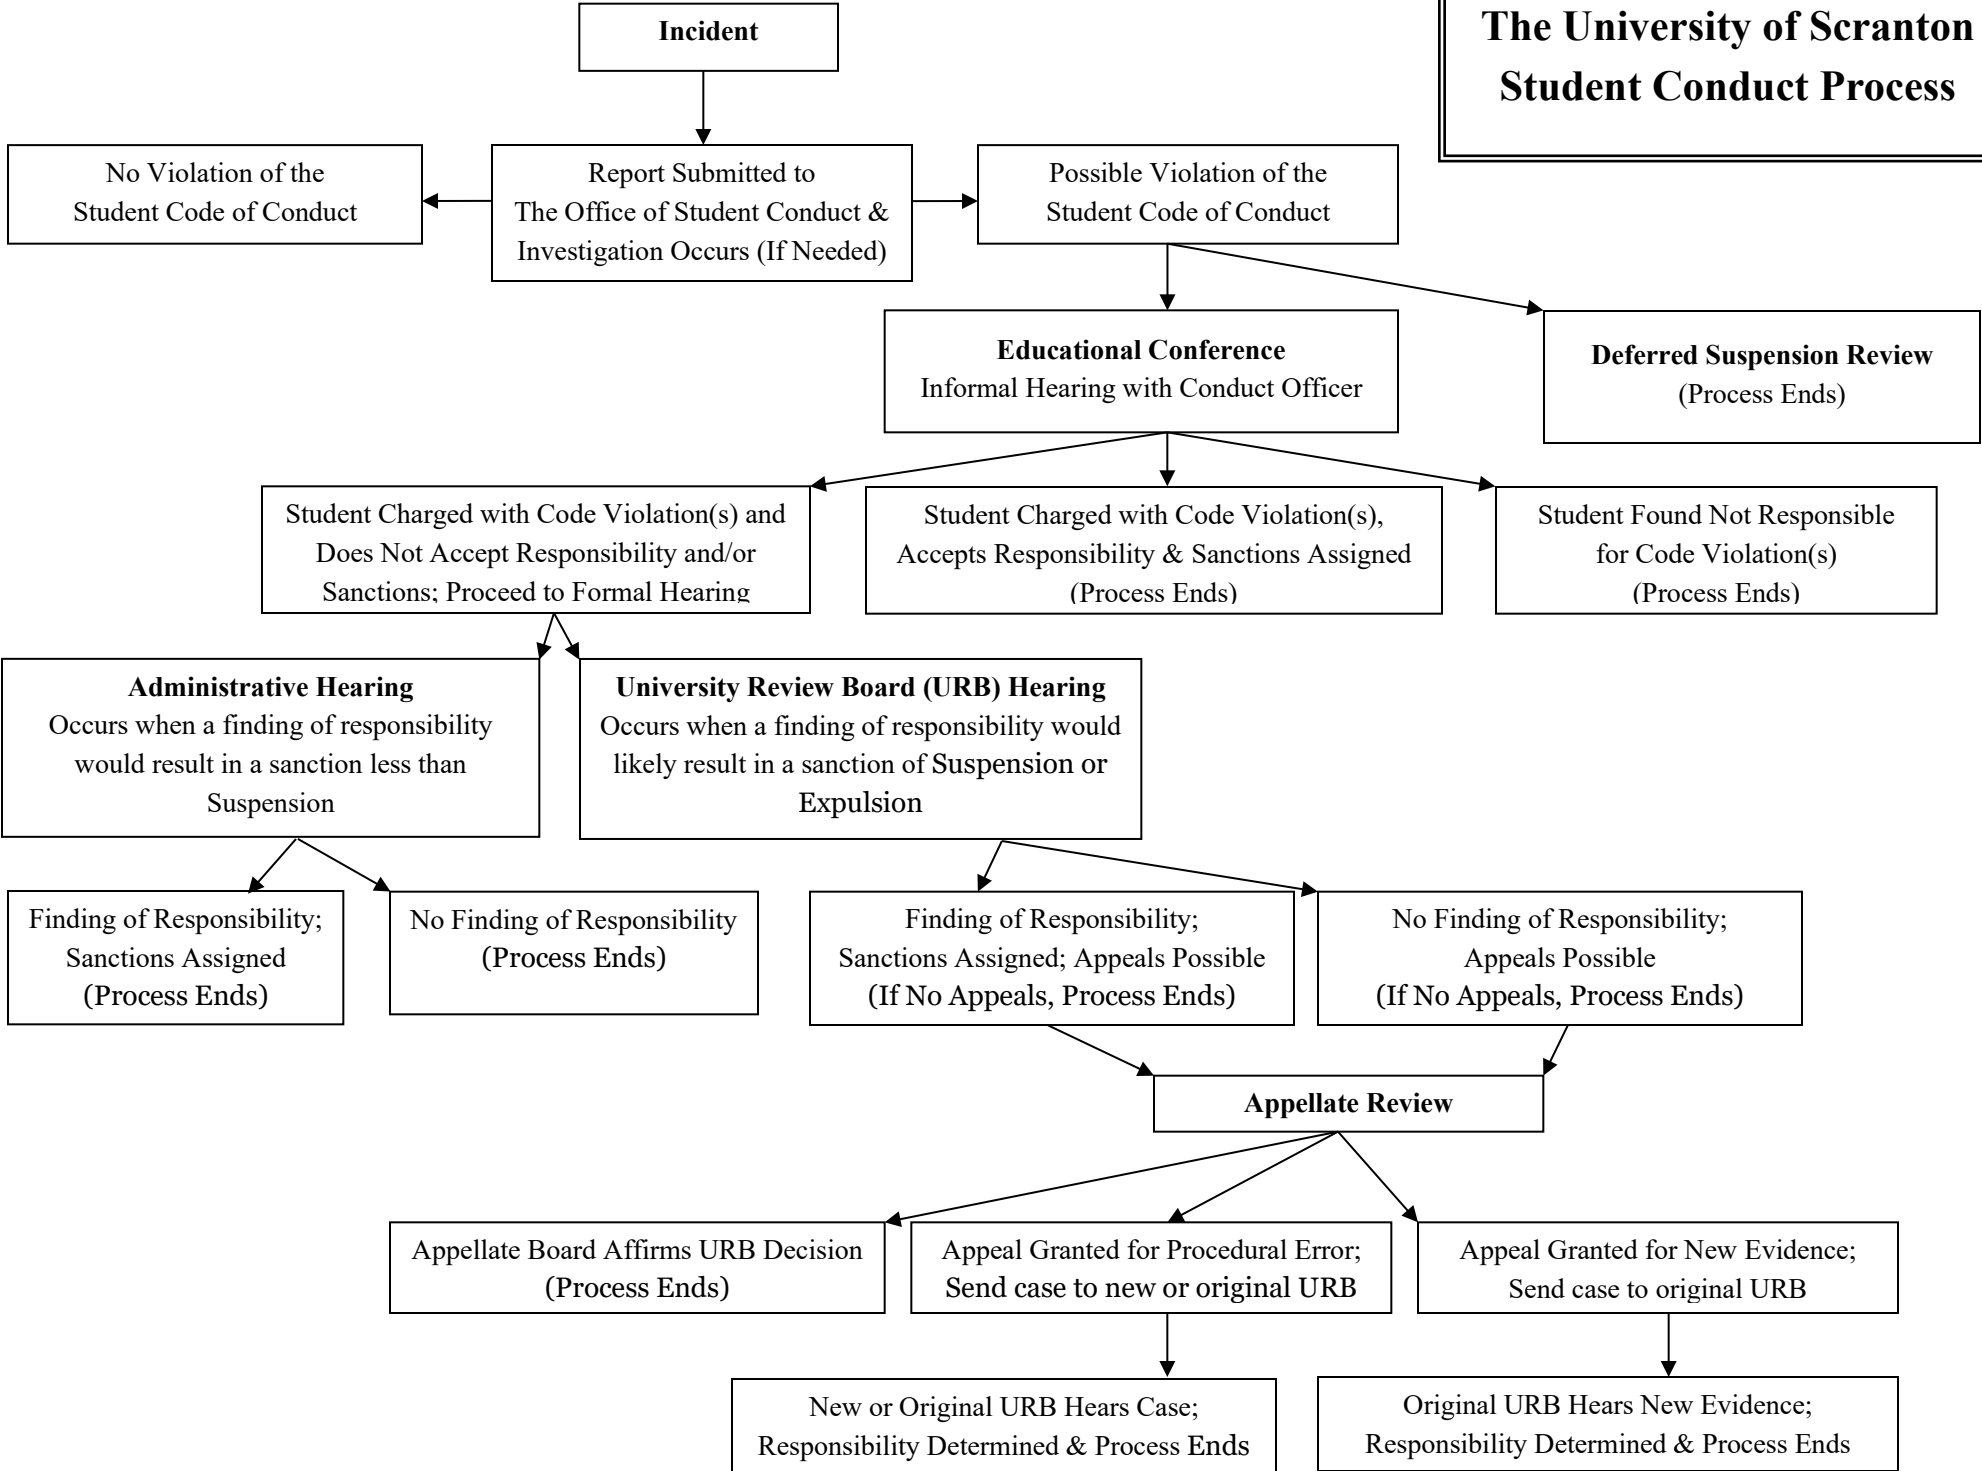 The University of Scranton
Student Conduct Process
Incident
No Violation of the
Student Code of Conduct
Report Submitted to
The Office of Student Conduct &
Investigation Occurs (If Needed)
Possible Violation of the
Student Code of Conduct
Educational Conference
Informal Hearing with Conduct Officer
Deferred Suspension Review
(Process Ends)
Student Charged with Code Violation(s) and
Does Not Accept Responsibility and/or
Sanctions; Proceed to Formal Hearing
Student Charged with Code Violation(s),
Accepts Responsibility & Sanctions Assigned
(Process Ends)
Student Found Not Responsible
for Code Violation(s)
(Process Ends)
Administrative Hearing
Occurs when a finding of responsibility
would result in a sanction less than
Suspension
University Review Board (URB) Hearing
Occurs when a finding of responsibility would
likely result in a sanction of Suspension or
Expulsion
Finding of Responsibility;
Sanctions Assigned
(Process Ends)
No Finding of Responsibility
(Process Ends)
Finding of Responsibility;
Sanctions Assigned; Appeals Possible
(If No Appeals, Process Ends)
No Finding of Responsibility;
Appeals Possible
(If No Appeals, Process Ends)
Appellate Review
Appellate Board Affirms URB Decision
(Process Ends)
Appeal Granted for Procedural Error;
Send case to new or original URB
Appeal Granted for New Evidence;
Send case to original URB
New or Original URB Hears Case;
Responsibility Determined & Process Ends
Original URB Hears New Evidence;
Responsibility Determined & Process Ends